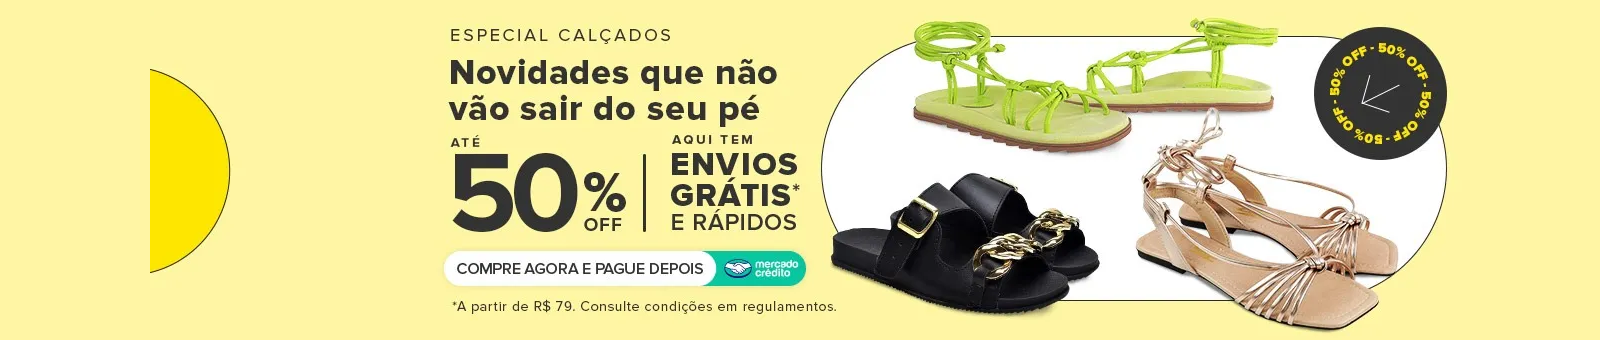 ESPECIAL CALÇADOS
Novidades que não
vão sair do seu pé
ATÉ
50%
OFF
AQUI TEM
ENVIOS
GRÁTIS*
E RÁPIDOS
COMPRE AGORA E PAGUE DEPOIS
mercado
crédito
*A partir de R$ 79. Consulte condições em regulamentos.
50% OFF - 50% OFF - 50% OFF - 50% OFF -